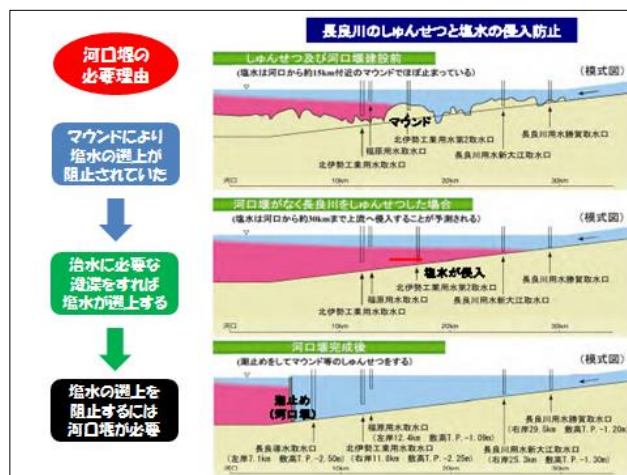 長良川のしゅんせつと塩水の侵入防止
河口堰の
必要理由
マウンドにより
塩水の遡上が
阻止されていた
治水に必要な
浚渫をすれば
塩水が遡上する
塩水の遡上を
阻止するには
河口堰が必要
しゅんせつ及び河口堰建設前
(塩水は河口から約15km付近のマウンドでほぼ止まっている)
(模式図)
マウンド
北伊勢工業用水第2取水口
長良川用水勝賀取水口
福原用水取水口
長良川用水新大江取水口
北伊勢工業用水取水口
河口
10km
20km
30km
河口堰がなく長良川をしゅんせつした場合
(塩水は河口から約30kmまで上流へ侵入することが予測される)
(模式図)
塩水が侵入
北伊勢工業用水第2取水口
長良川用水勝賀取水口
福原用水取水口
長良川用水新大江取水口
北伊勢工業用水取水口
河口
10km
20km
30km
河口堰完成後
(潮止めをしてマウンド等のしゅんせつをする)
(模式図)
潮止め
(河口堰)
長良川用水勝賀取水口
福原用水取水口
(右岸29.5km 敷高T.P.-1.20m)
(左岸12.4km 敷高T.P.-1.09m)
長良導水取水口
北伊勢工業用水取水口
長良川用水新大江取水口
(左岸7.1km 敷高T.P.-2.50m)
(右岸11.8km 敷高T.P.-2.25m)
(右岸25.3km 敷高T.P.-1.30m)
河口
10km
20km
30km